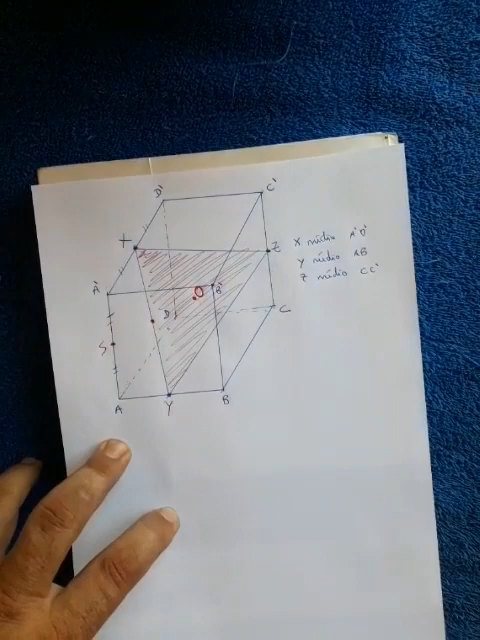 D'
C'
X
Z
X médio A'D'
Y médio AB
Z médio CC'
A'
O
B'
D
C
S
A
Y
B